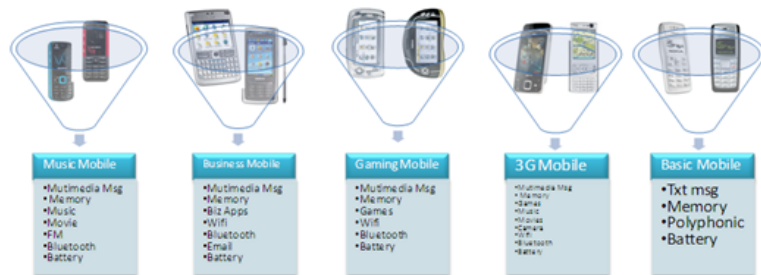 Music Mobile
•Mutimedia Msg
•Memory
•Music
•Movie
•FM
•Bluetooth
•Battery
Business Mobile
•Mutimedia Msg
•Memory
•Biz Apps
•Wifi
•Bluetooth
•Email
•Battery
Gaming Mobile
•Mutimedia Msg
•Memory
•Games
•Wifi
•Bluetooth
•Battery
3G Mobile
•Mutimedia Msg
•Memory
•Games
•Music
•Movies
•Camera
•Wifi
•Bluetooth
•Battery
Basic Mobile
•Txt msg
•Memory
•Polyphonic
•Battery